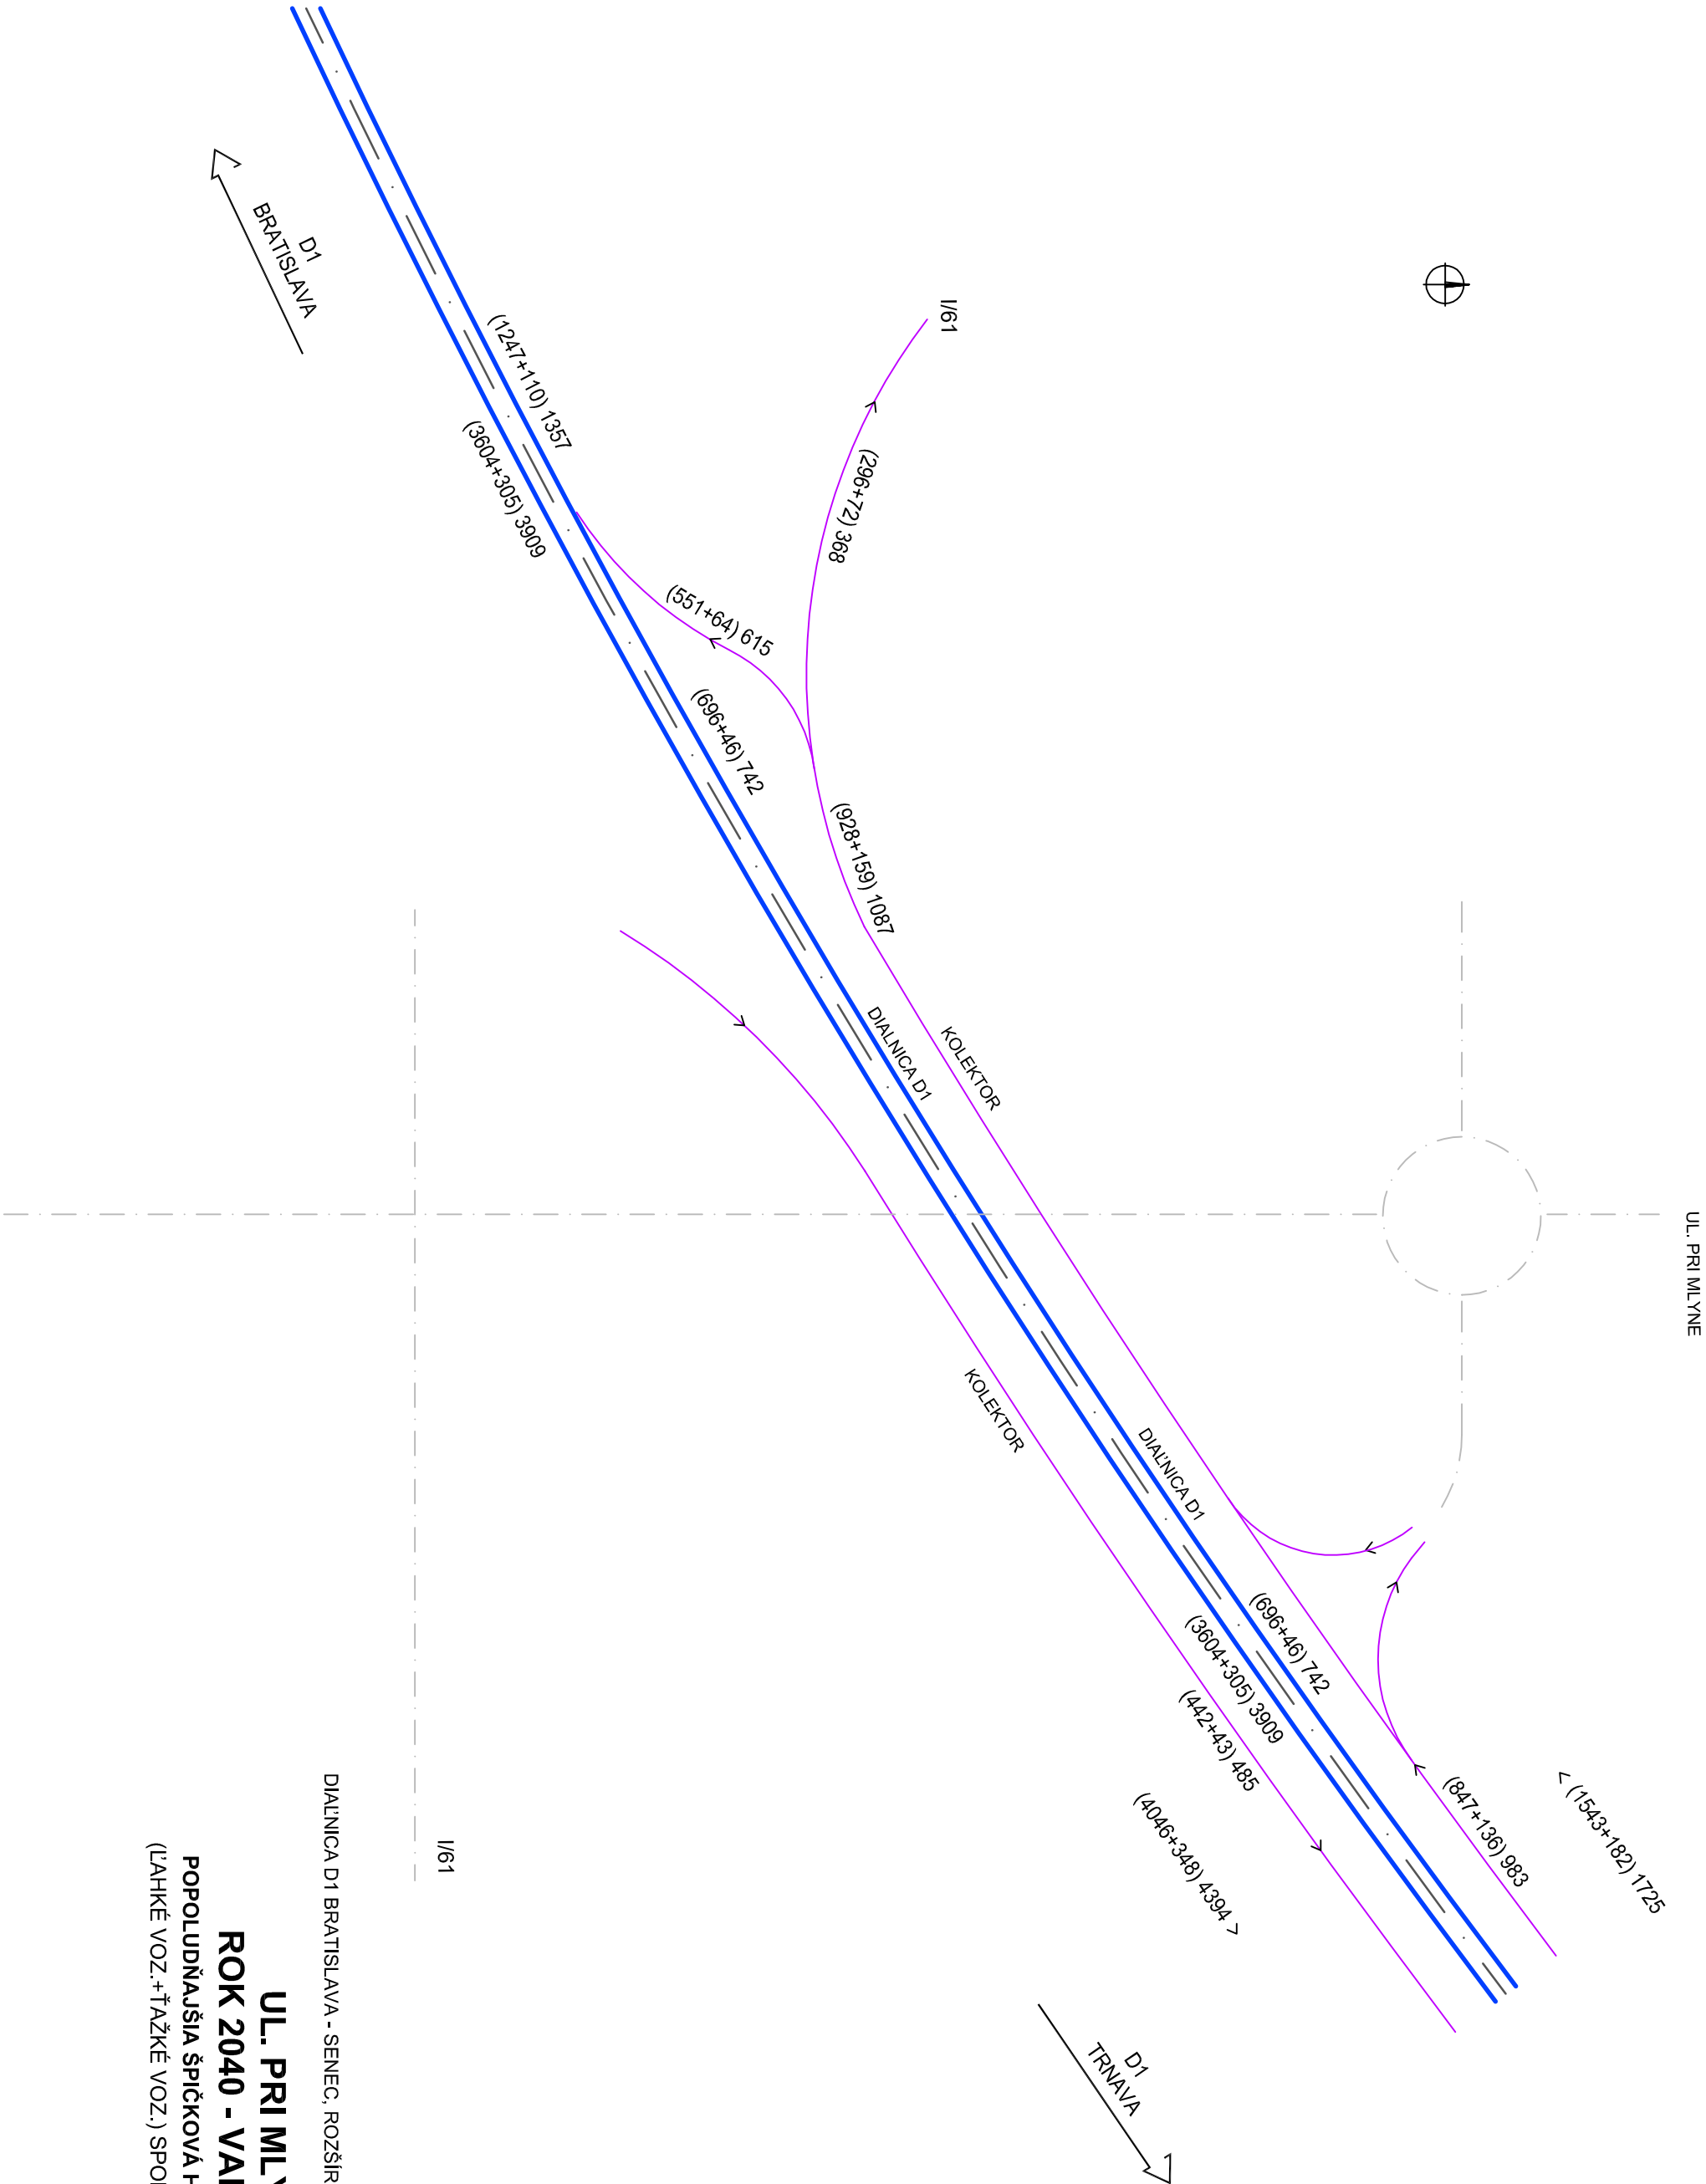 D1
BRATISLAVA
(1247+110) 1357
(3604+305) 3909
I/61
(296+72) 368
(551+64) 615
(696+46) 742
(928+159) 1087
DIALNICA D1
KOLEKTOR
KOLEKTOR
DIAĽNICA D1
UL. PRI MLYNE
(696+46) 742
(3604+305) 3909
(442+43) 485
(847+136) 983
< (1543+182) 1725
(4046+348) 4394 >
D1
TRNAVA
I/61
DIAĽNICA D1 BRATISLAVA - SENEC, ROZŠÍR
UL. PRI MLY
ROK 2040 - VAR
POPOLUDŇAJŠIA ŠPIČKOVÁ H
(ĽAHKÉ VOZ.+ŤAŽKÉ VOZ.) SPOL